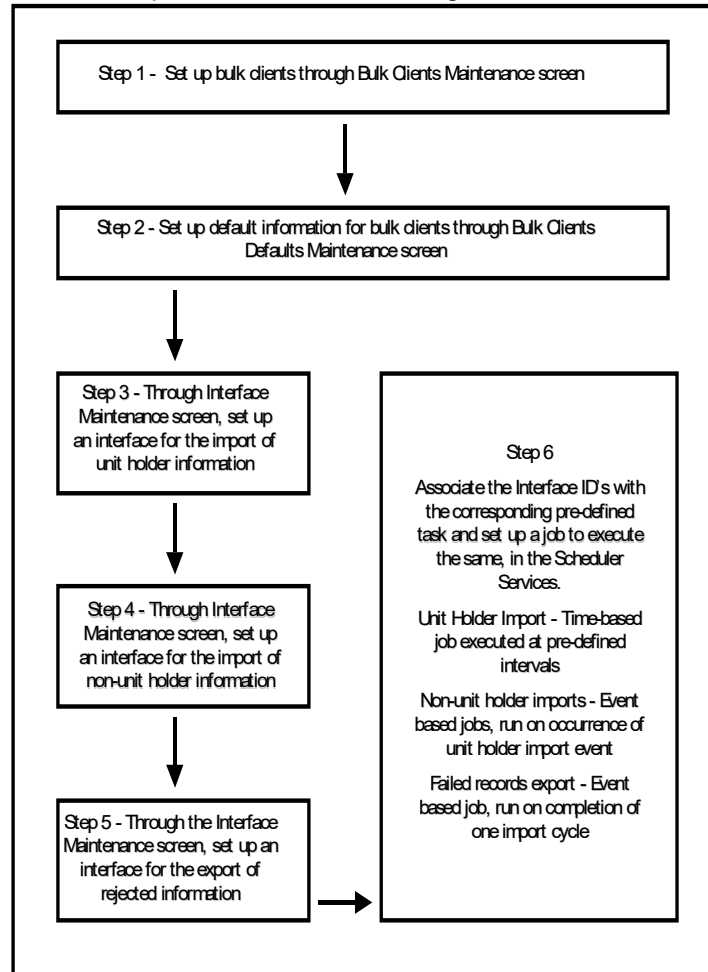 Step 1 - Set up bulk clients through Bulk Clients Maintenance screen
Step 2 - Set up default information for bulk clients through Bulk Clients
Defaults Maintenance screen
Step 3 - Through Interface
Maintenance screen, set up
an interface for the import of
unit holder information
Step 4 - Through Interface
Maintenance screen, set up
an interface for the import of
non-unit holder information
Step 5 - Through the Interface
Maintenance screen, set up an
interface for the export of
rejected information
Step 6
Associate the Interface ID's with
the corresponding pre-defined
task and set up a job to execute
the same, in the Scheduler
Services.
Unit Holder Import - Time-based
job executed at pre-defined
intervals
Non-unit holder imports - Event
based jobs, run on occurrence of
unit holder import event
Failed records export - Event
based job, run on completion of
one import cycle